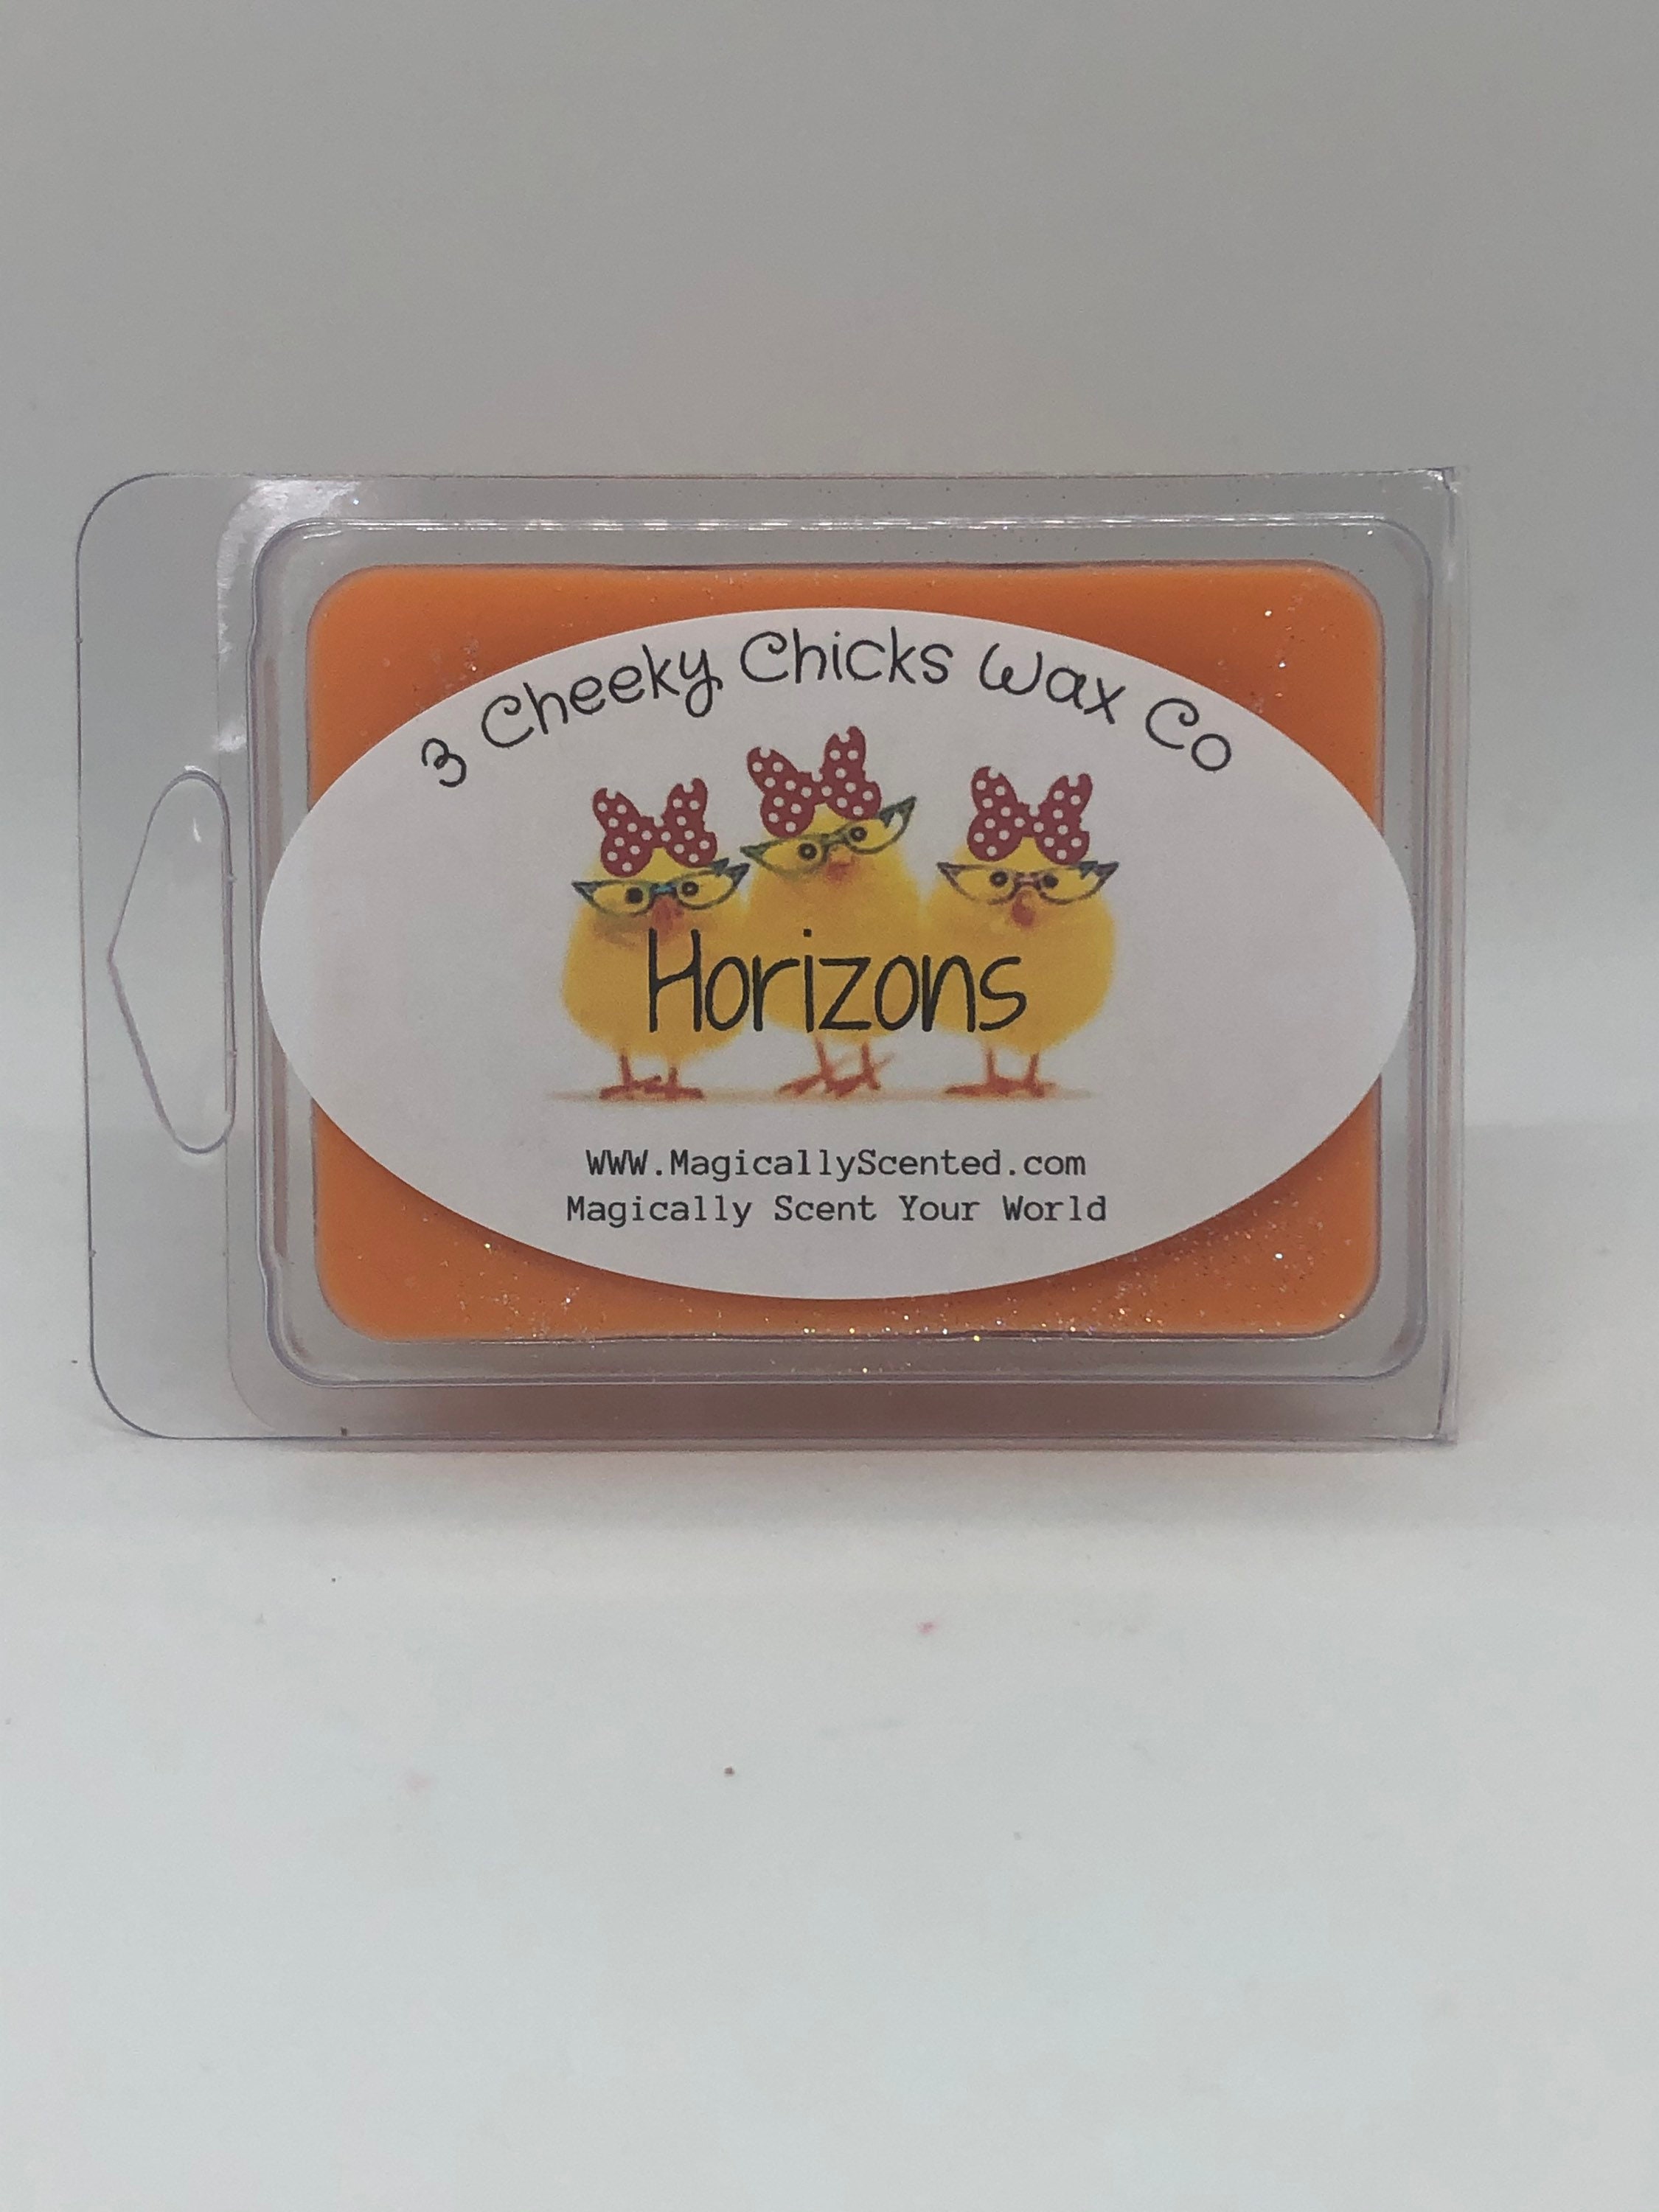 3 Cheeky Chicks Wax Co
Horizons
WWW.MagicallyScented.com
Magically Scent Your World